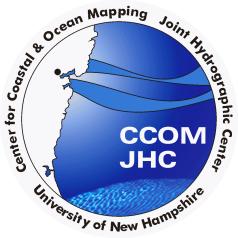 Center for Coastal & Ocean Mapping Joint Hydrographic Center
CCOM
JHC
University of New Hampshire